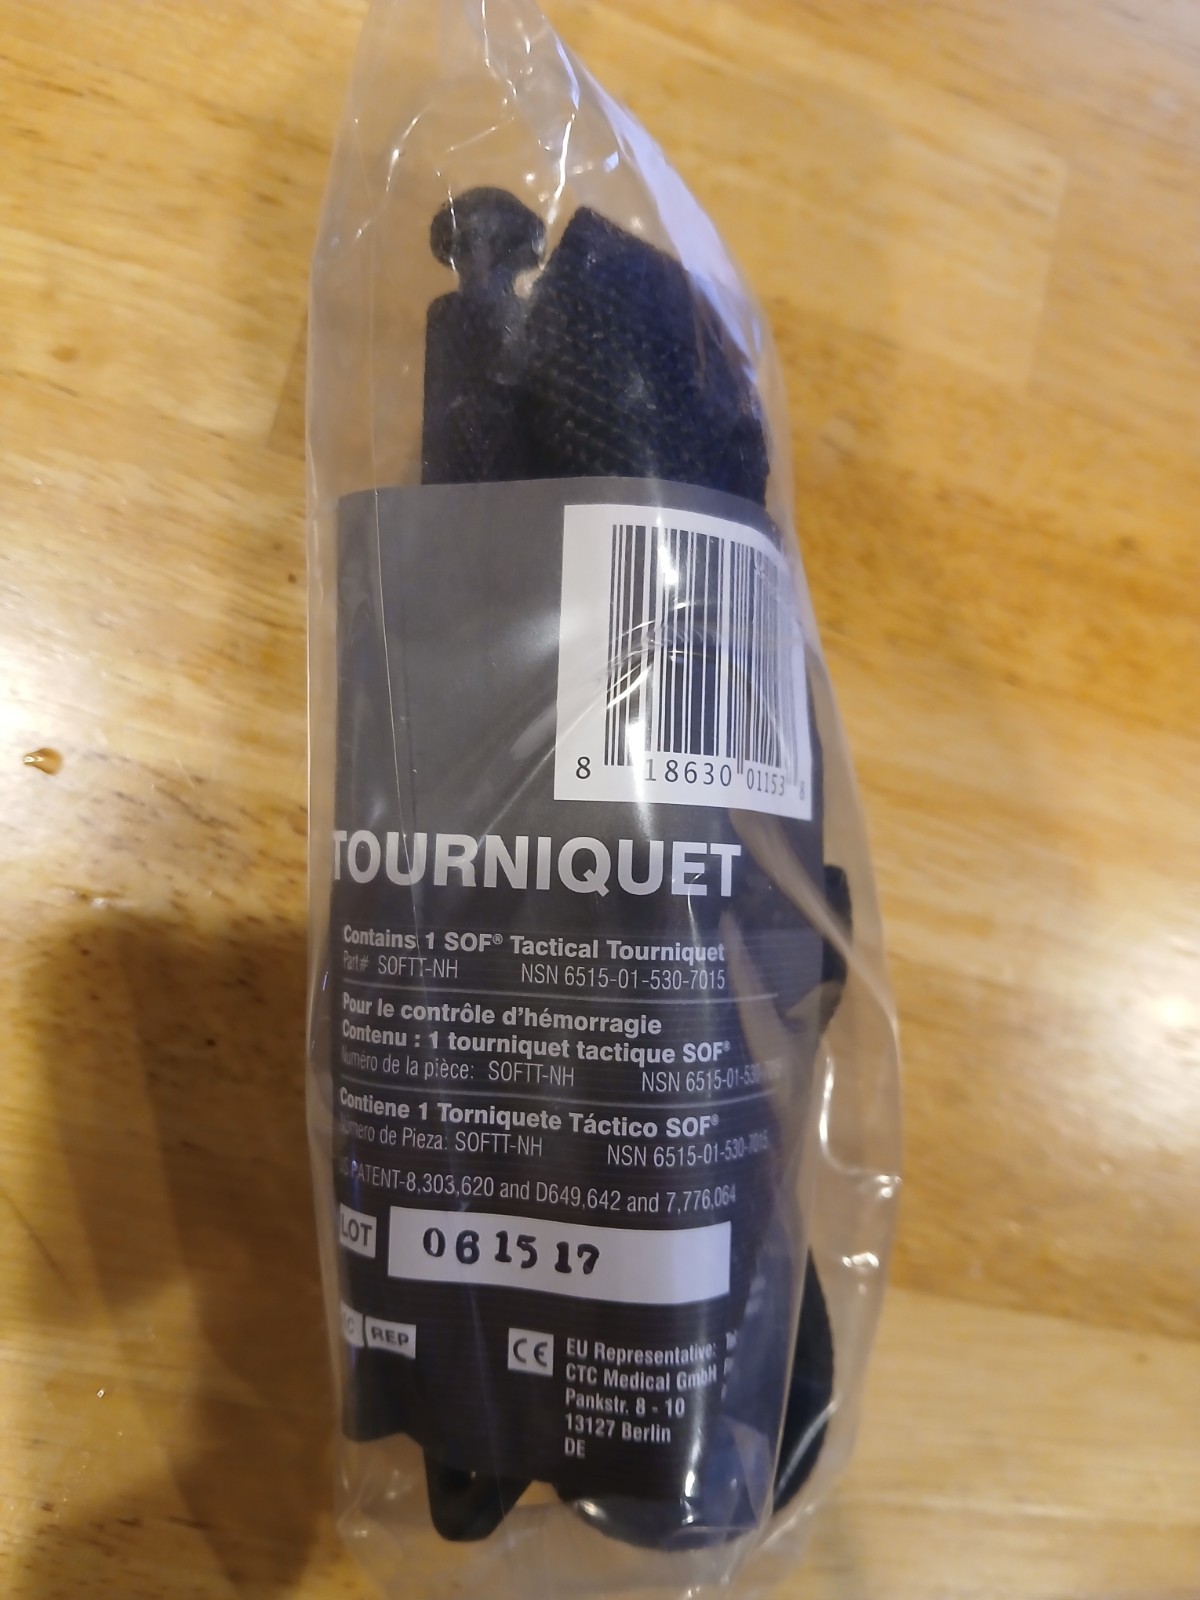 8 18630 01153 8
TOURNIQUET
Contains 1 SOF® Tactical Tourniquet
Part# SOFTT-NH NSN 6515-01-530-7015
Pour le contrôle d'hémorragie
Contenu : 1 tourniquet tactique SOF®
Numéro de la pièce: SOFTT-NH NSN 6515-01-530-7015
Contiene 1 Torniquete Táctico SOF®
Número de Pieza: SOFTT-NH NSN 6515-01-530-7015
US PATENT-8,303,620 and D649,642 and 7,776,064
LOT 06 15 17
REP
CE EU Representative:
CTC Medical GmbH
Pankstr. 8 - 10
13127 Berlin
DE